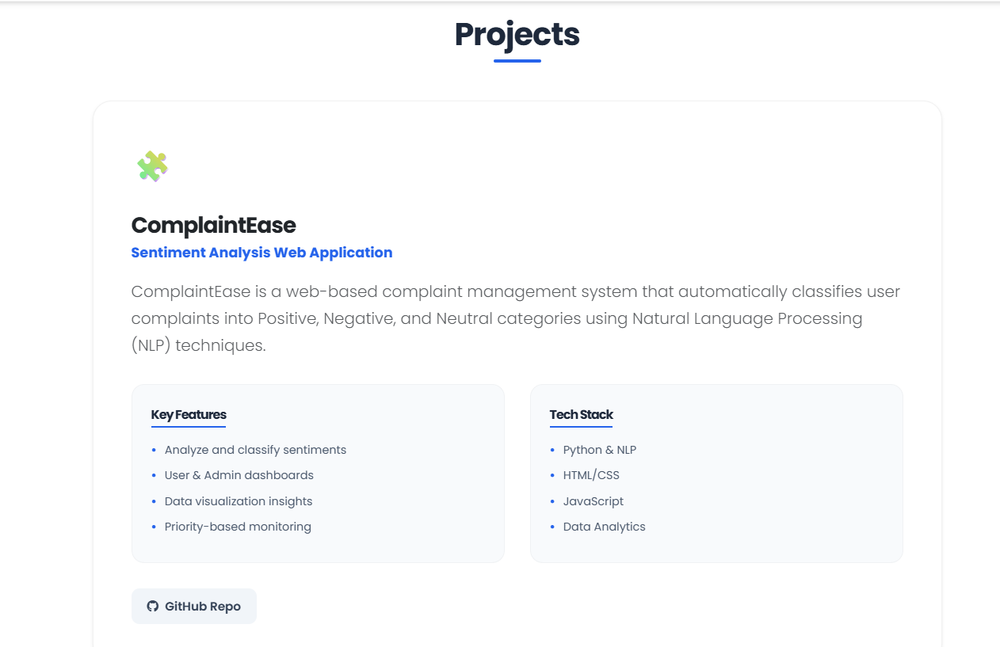 Projects
ComplaintEase
Sentiment Analysis Web Application
ComplaintEase is a web-based complaint management system that automatically classifies user
complaints into Positive, Negative, and Neutral categories using Natural Language Processing
(NLP) techniques.
Key Features
• Analyze and classify sentiments
• User & Admin dashboards
• Data visualization insights
• Priority-based monitoring
Tech Stack
• Python & NLP
• HTML/CSS
• JavaScript
• Data Analytics
GitHub Repo